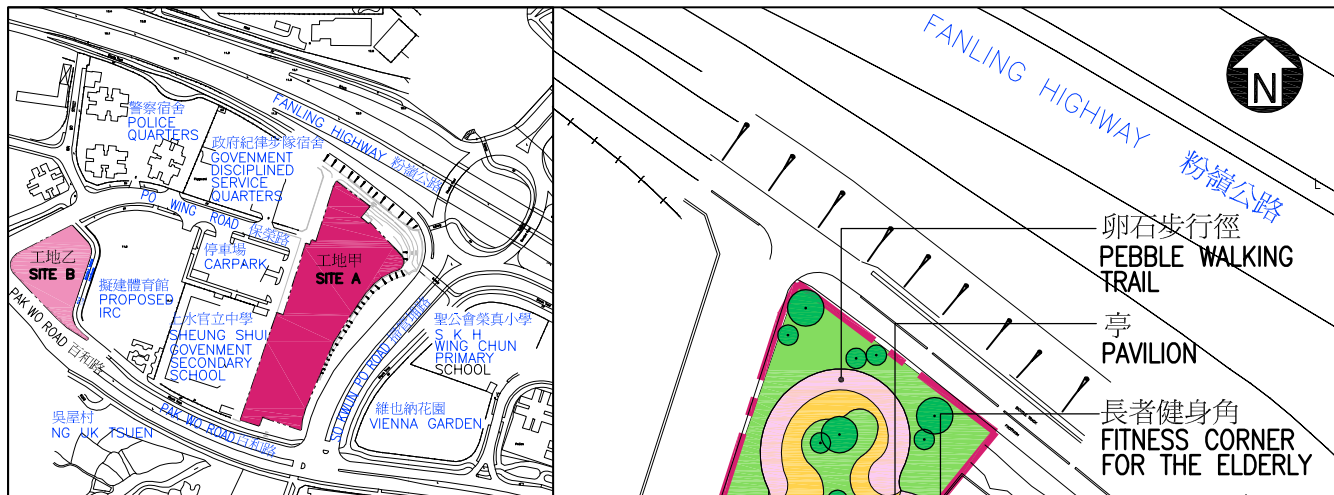 FANLING HIGHWAY 粉嶺公路
警察宿舍
POLICE
QUARTERS
政府紀律步隊宿舍
GOVENMENT
DISCIPLINED
SERVICE
QUARTERS
PO WING ROAD 保榮路
停車場
CARPARK
工地甲
SITE A
工地乙
SITE B
擬建體育館
PROPOSED
IRC
上水官立中學
SHEUNG SHUI
GOVENMENT
SECONDARY
SCHOOL
PAK WO ROAD 百和路
PAK WO ROAD 百和路
SO KWUN PO ROAD 掃管埔路
聖公會榮真小學
S K H
WING CHUN
PRIMARY
SCHOOL
維也納花園
VIENNA GARDEN
吳屋村
NG UK TSUEN
FANLING HIGHWAY 粉嶺公路
N
卵石步行徑
PEBBLE WALKING
TRAIL
亭
PAVILION
長者健身角
FITNESS CORNER
FOR THE ELDERLY